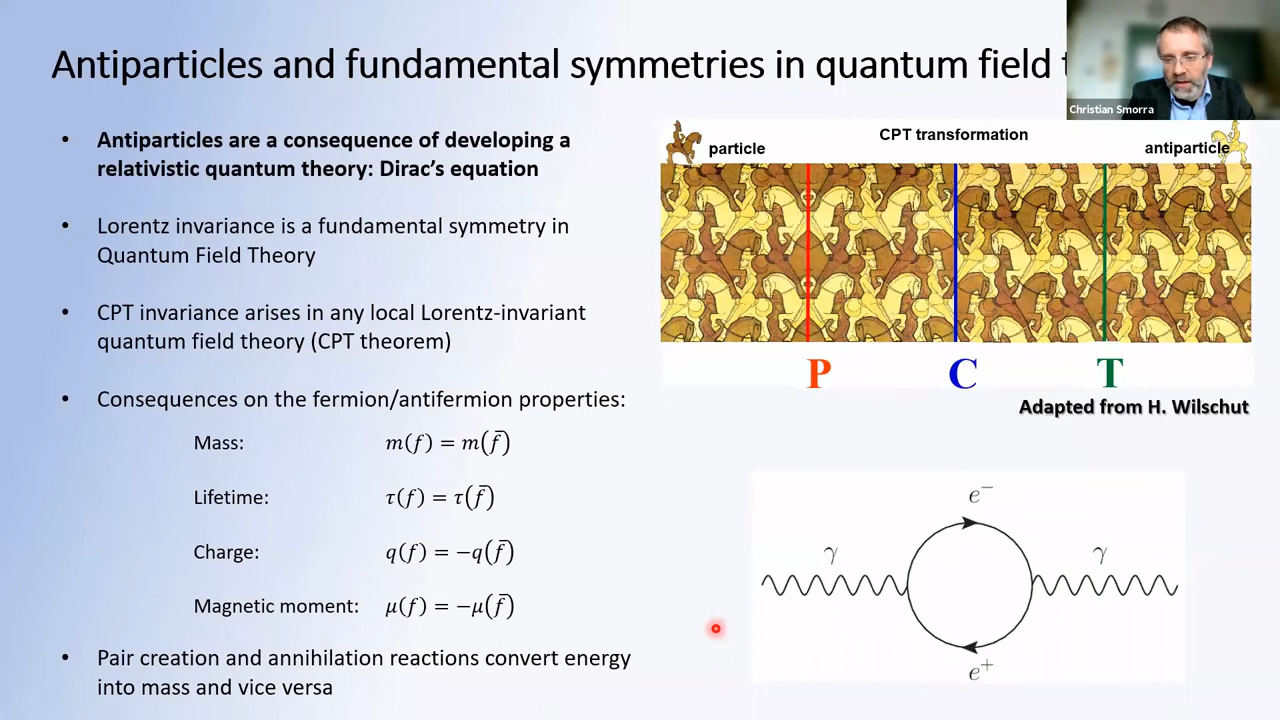 Antiparticles and fundamental symmetries in quantum field
Christian Smorra
• Antiparticles are a consequence of developing a
relativistic quantum theory: Dirac's equation
• Lorentz invariance is a fundamental symmetry in
Quantum Field Theory
• CPT invariance arises in any local Lorentz-invariant
quantum field theory (CPT theorem)
• Consequences on the fermion/antifermion properties:
Mass: m(f) = m(f̄)
Lifetime: τ(f) = τ(f̄)
Charge: q(f) = −q(f̄)
Magnetic moment: μ(f) = −μ(f̄)
• Pair creation and annihilation reactions convert energy
into mass and vice versa
particle
CPT transformation
antiparticle
P C T
Adapted from H. Wilschut
e⁻
γ γ
e⁺